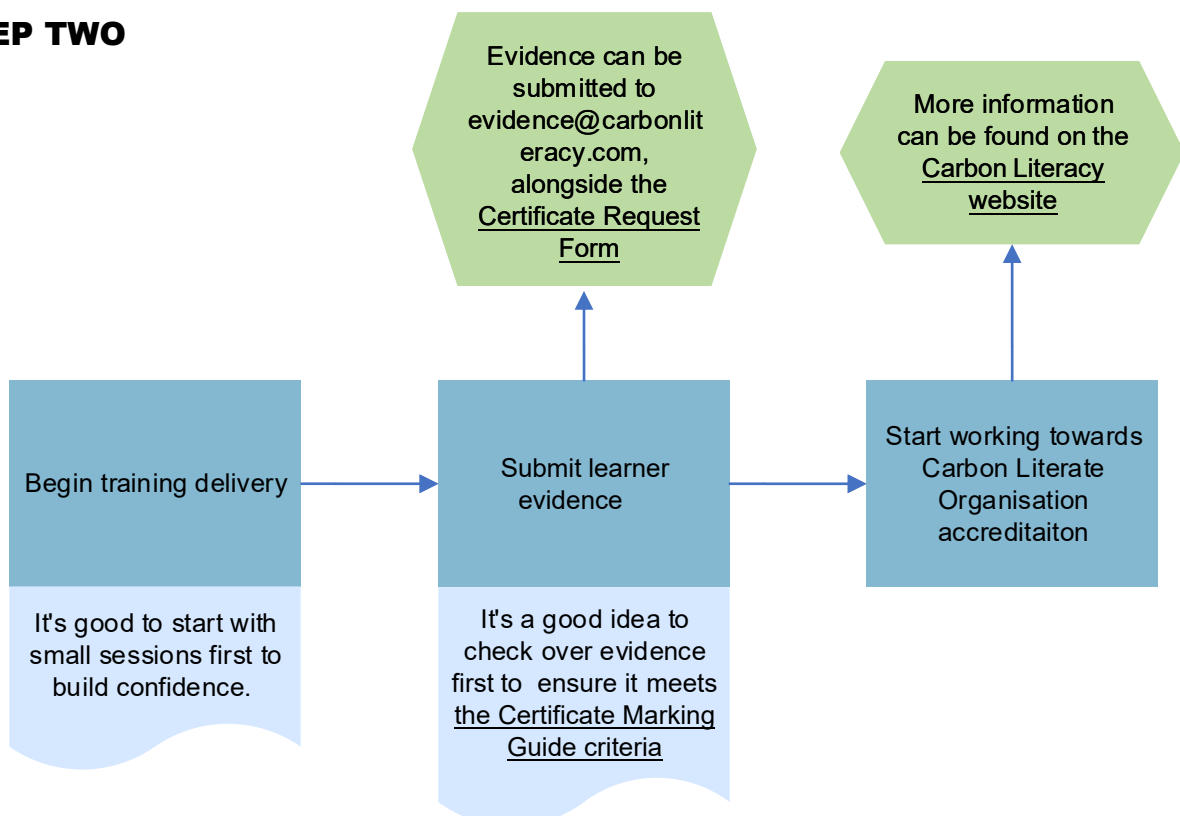 EP TWO
Evidence can be
submitted to
evidence@carbonlit
eracy.com,
alongside the
Certificate Request
Form
More information
can be found on the
Carbon Literacy
website
Begin training delivery
Submit learner
evidence
Start working towards
Carbon Literate
Organisation
accreditaiton
It's good to start with
small sessions first to
build confidence.
It's a good idea to
check over evidence
first to ensure it meets
the Certificate Marking
Guide criteria